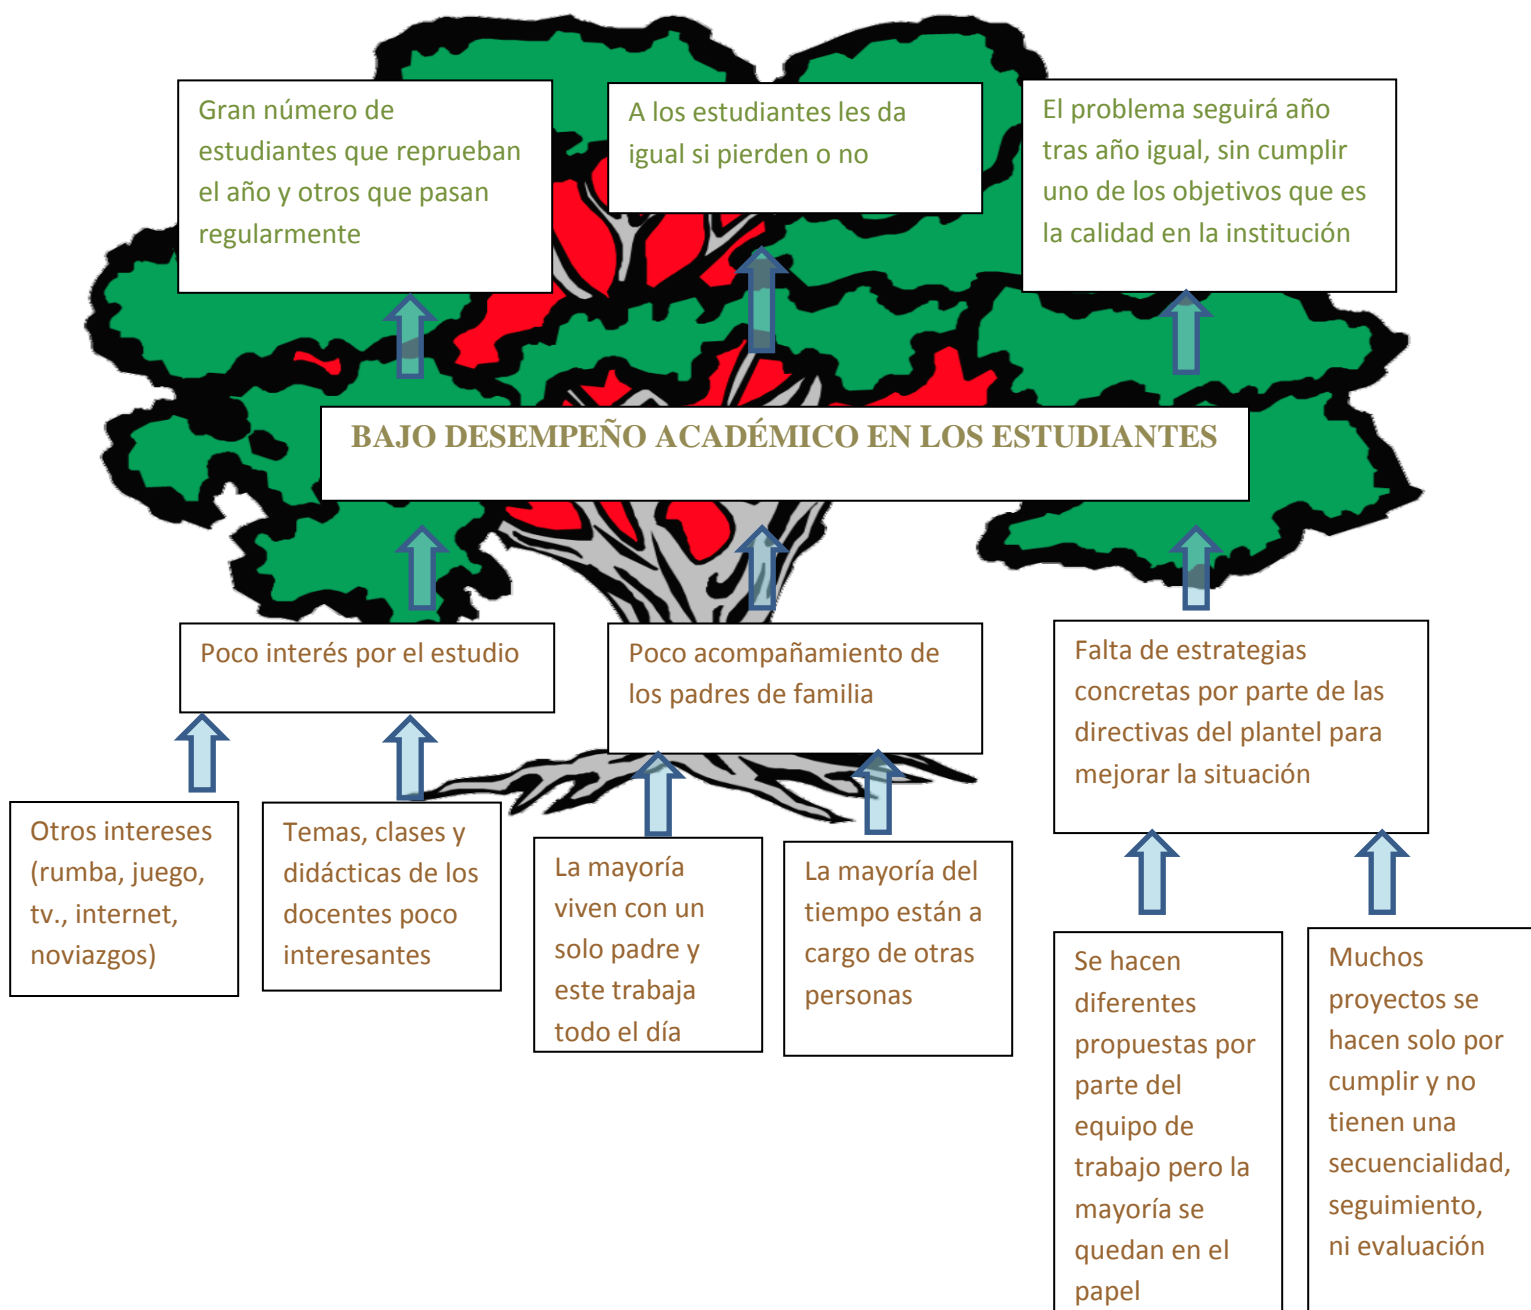 Gran número de
estudiantes que reprueban
el año y otros que pasan
regularmente
A los estudiantes les da
igual si pierden o no
El problema seguirá año
tras año igual, sin cumplir
uno de los objetivos que es
la calidad en la institución
BAJO DESEMPEÑO ACADÉMICO EN LOS ESTUDIANTES
Poco interés por el estudio
Poco acompañamiento de
los padres de familia
Falta de estrategias
concretas por parte de las
directivas del plantel para
mejorar la situación
Otros intereses
(rumba, juego,
tv., internet,
noviazgos)
Temas, clases y
didácticas de los
docentes poco
interesantes
La mayoría
viven con un
solo padre y
este trabaja
todo el día
La mayoría del
tiempo están a
cargo de otras
personas
Se hacen
diferentes
propuestas por
parte del
equipo de
trabajo pero la
mayoría se
quedan en el
papel
Muchos
proyectos se
hacen solo por
cumplir y no
tienen una
secuencialidad,
seguimiento,
ni evaluación